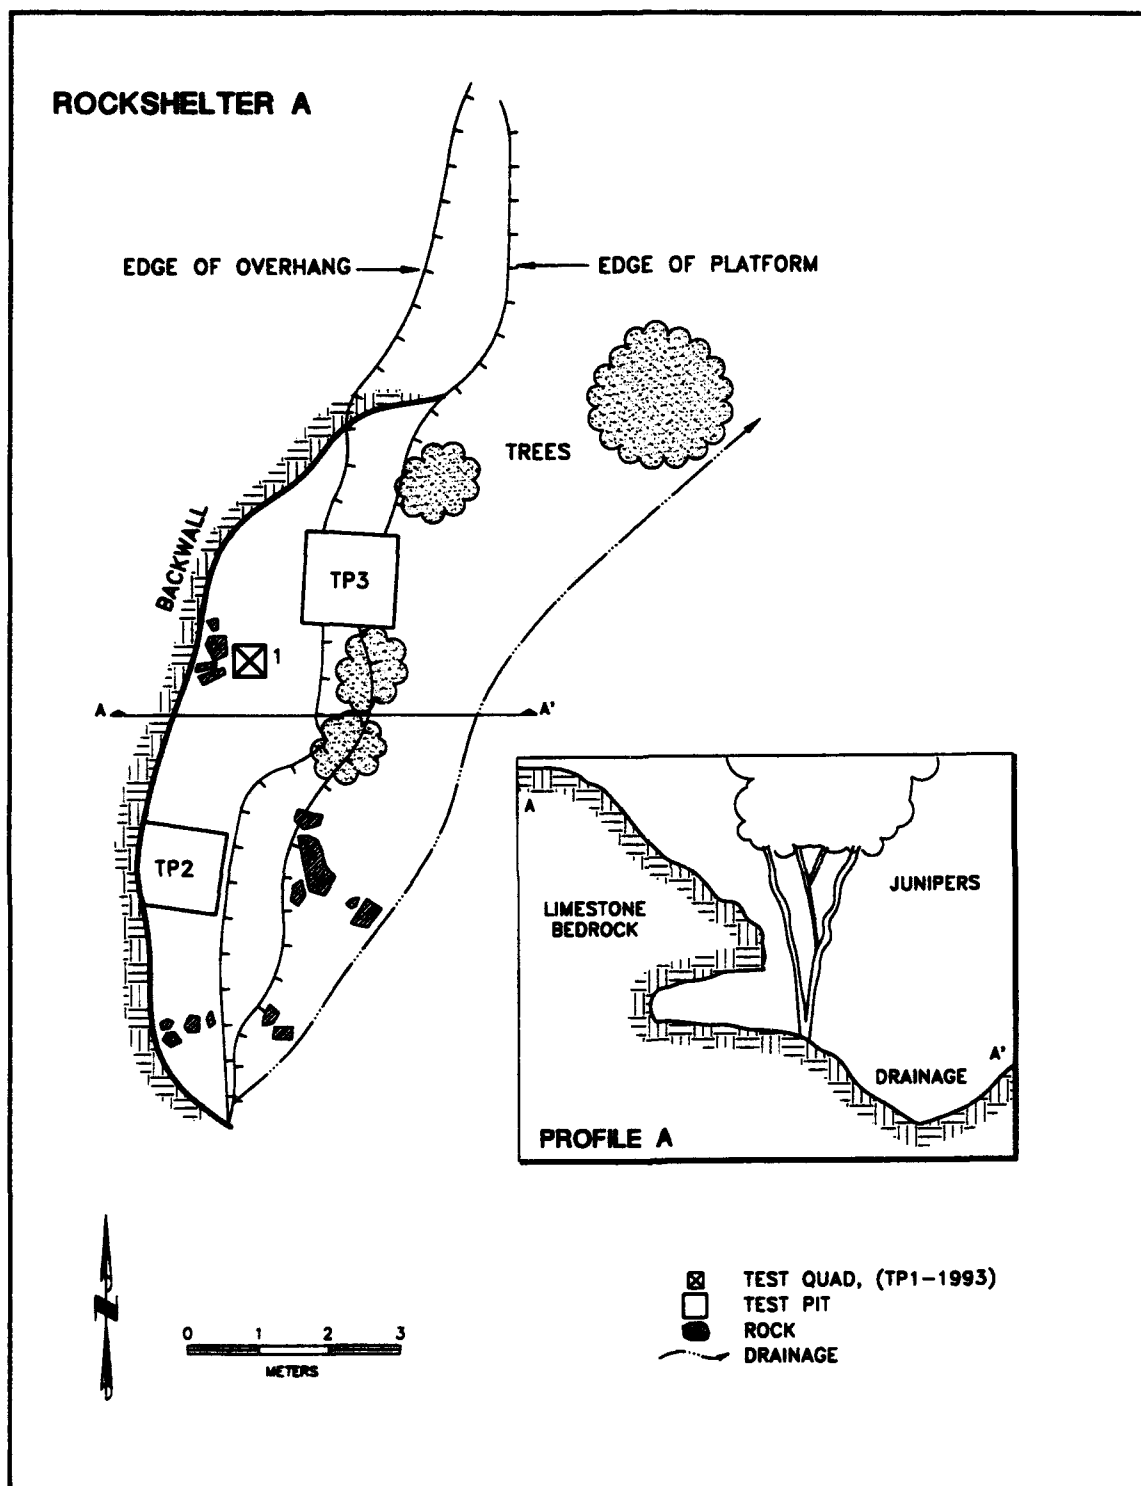 ROCKSHELTER A
EDGE OF OVERHANG
EDGE OF PLATFORM
TREES
BACKWALL
TP3
1
A
A'
TP2
A
LIMESTONE
BEDROCK
JUNIPERS
DRAINAGE
A'
PROFILE A
N
0 1 2 3
METERS
TEST QUAD, (TP1-1993)
TEST PIT
ROCK
DRAINAGE